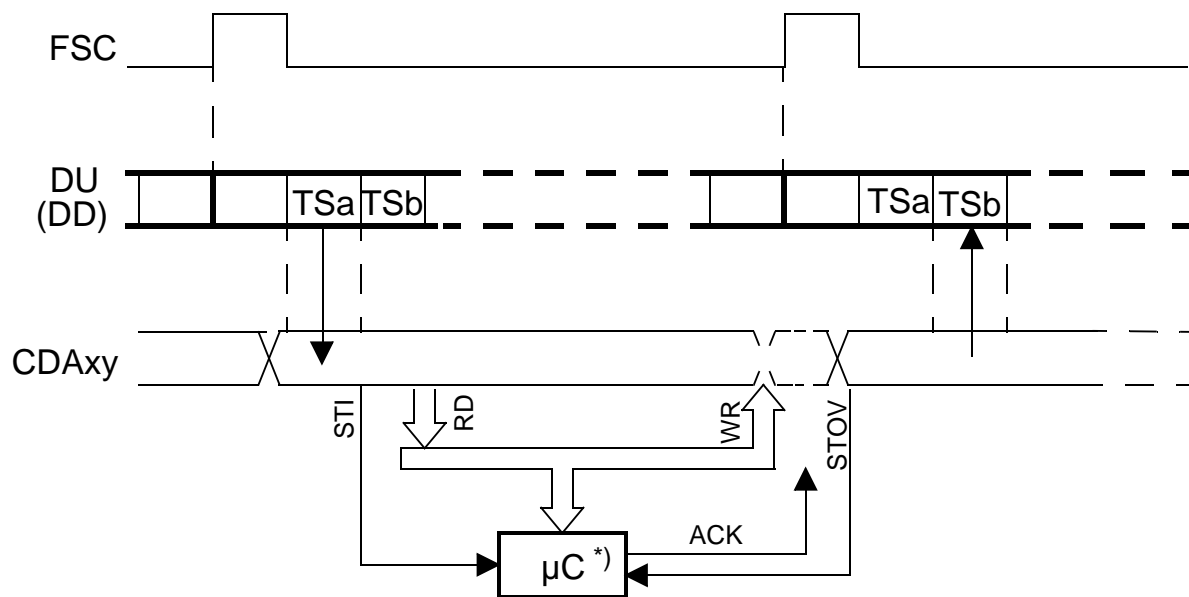 FSC
DU
(DD)
TSa TSb
TSa TSb
CDAxy
STI
RD
WR
STOV
ACK
µC *)